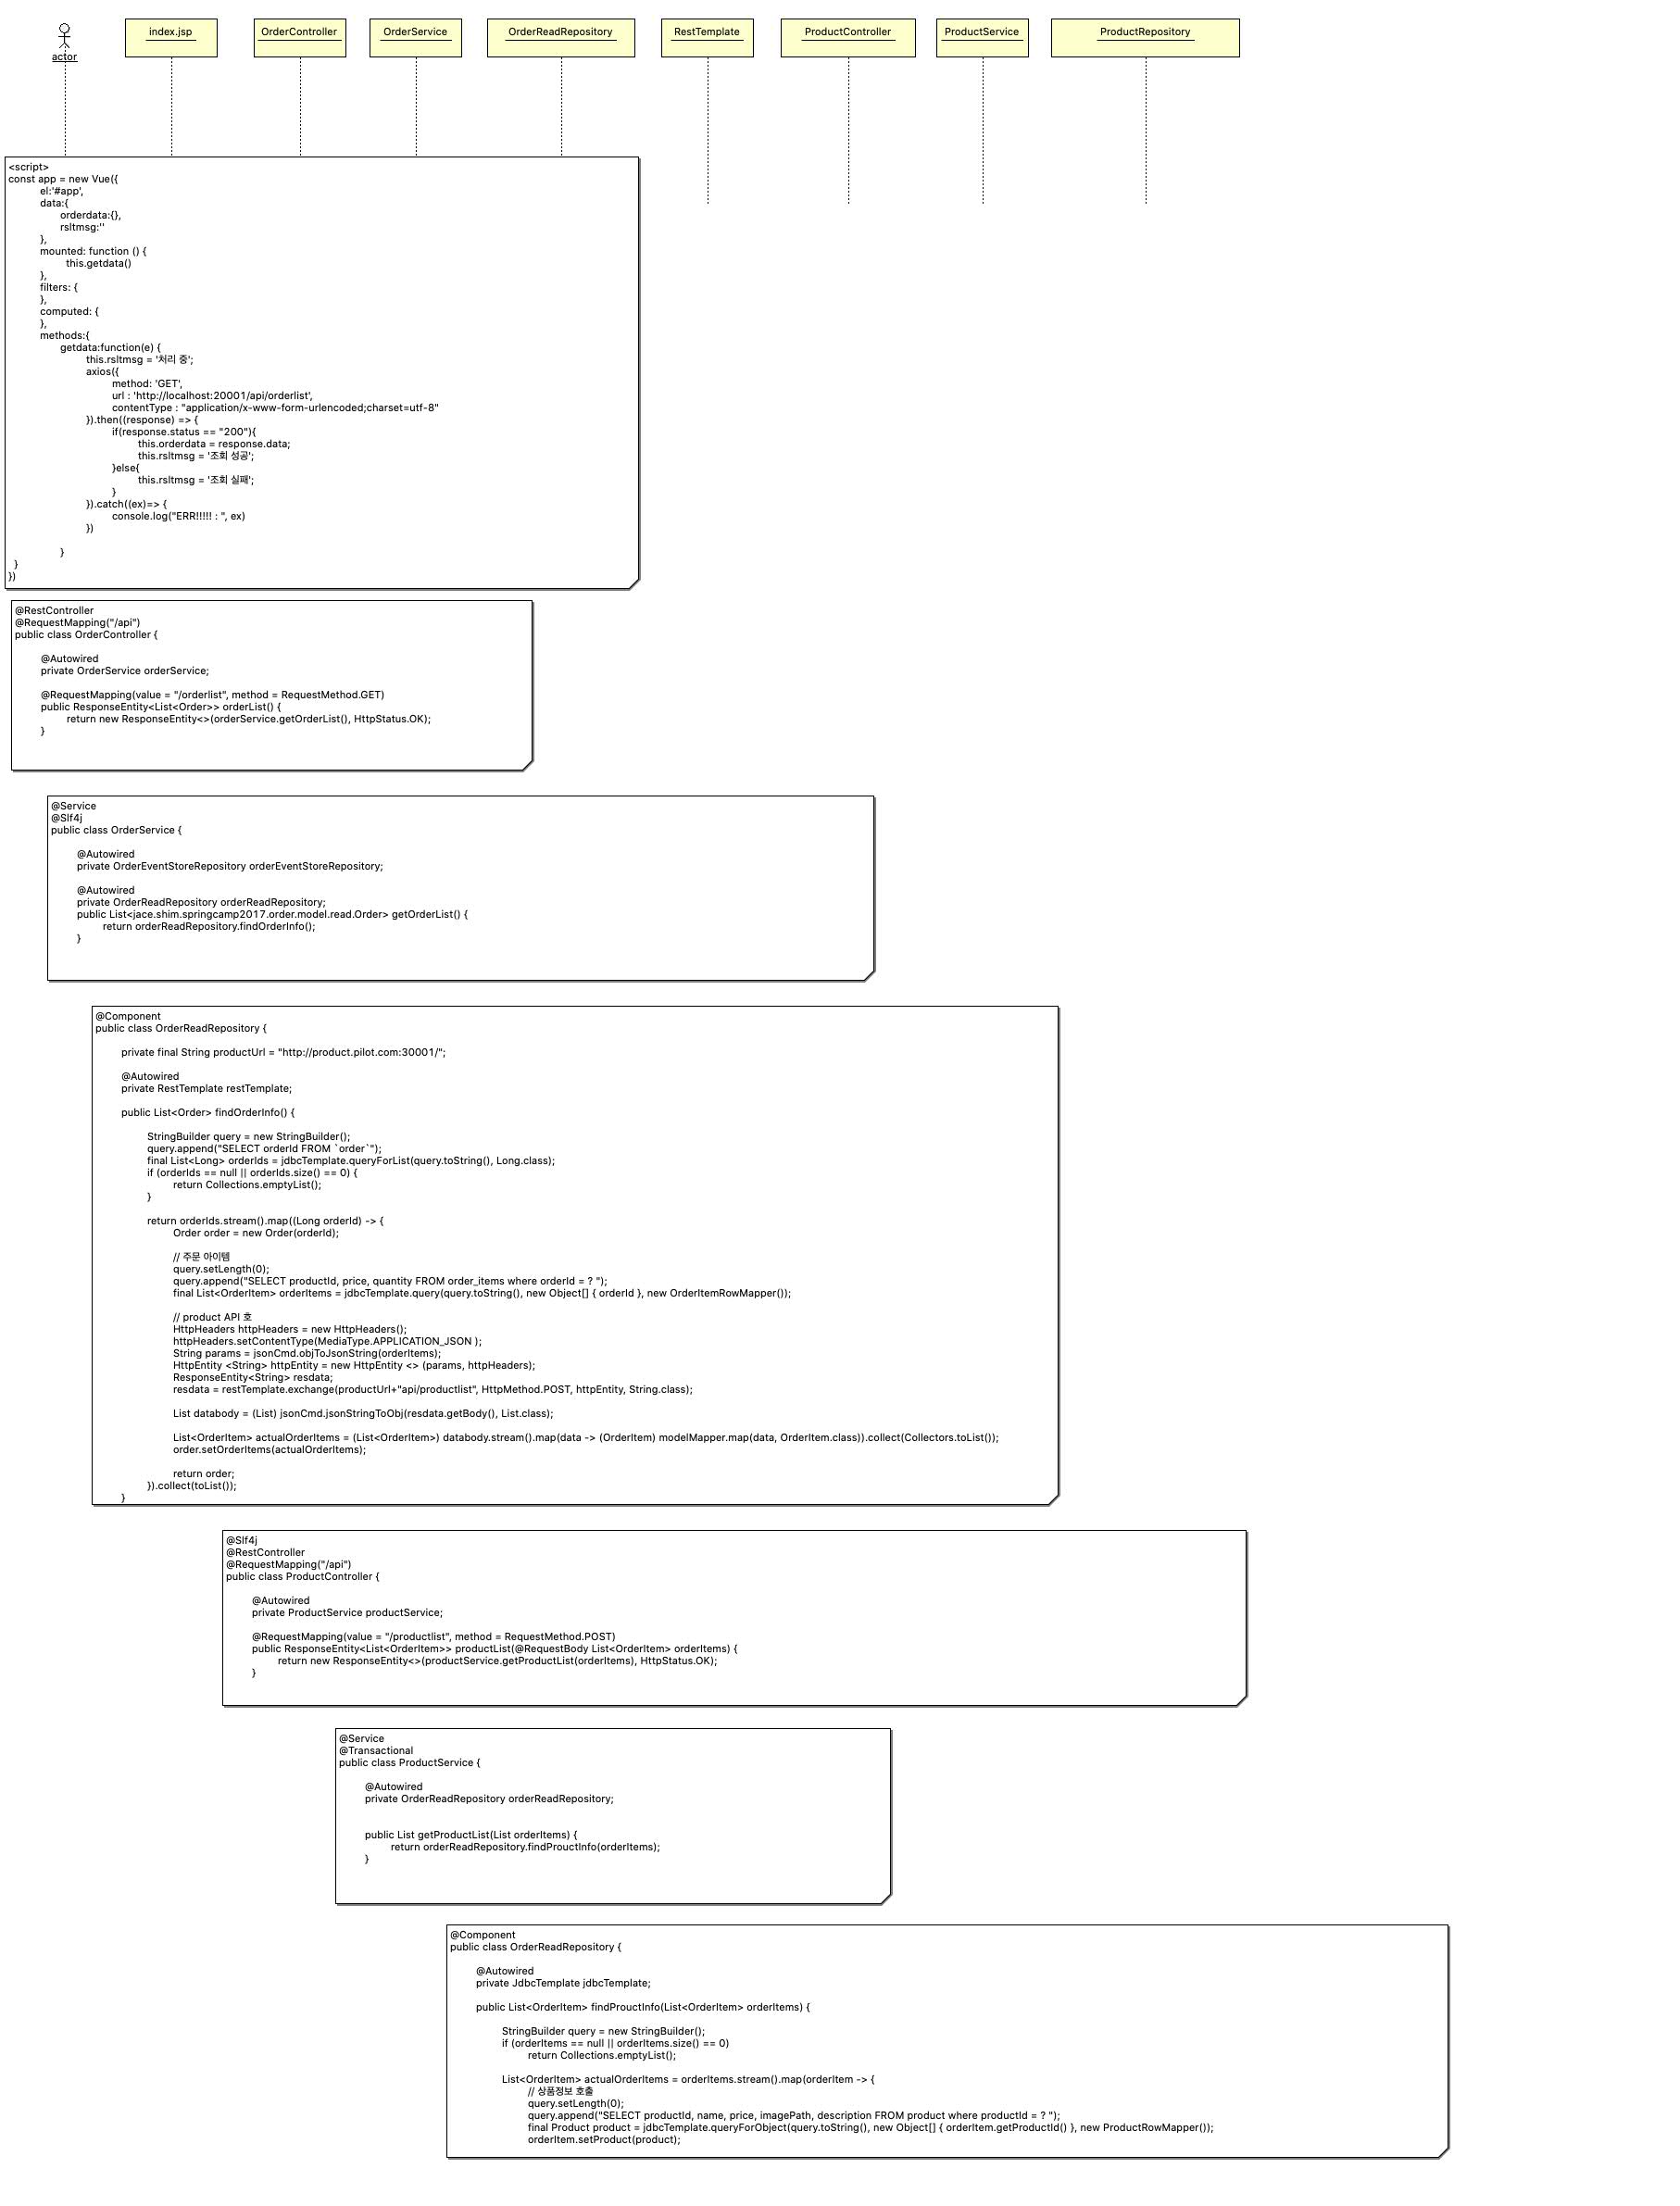 actor
index.jsp
OrderController
OrderService
OrderReadRepository
RestTemplate
ProductController
ProductService
ProductRepository
<script>
const app = new Vue({
el:'#app',
data:{
orderdata:{},
rsltmsg:''
},
mounted: function () {
this.getdata()
},
filters: {
},
computed: {
},
methods:{
getdata:function(e) {
this.rsltmsg = '처리 중';
axios({
method: 'GET',
url : 'http://localhost:20001/api/orderlist',
contentType : "application/x-www-form-urlencoded;charset=utf-8"
}).then((response) => {
if(response.status == "200"){
this.orderdata = response.data;
this.rsltmsg = '조회 성공';
}else{
this.rsltmsg = '조회 실패';
}
}).catch((ex)=> {
console.log("ERR!!!!! : ", ex)
})
}
}
})
@RestController
@RequestMapping("/api")
public class OrderController {
@Autowired
private OrderService orderService;
@RequestMapping(value = "/orderlist", method = RequestMethod.GET)
public ResponseEntity<List<Order>> orderList() {
return new ResponseEntity<>(orderService.getOrderList(), HttpStatus.OK);
}
@Service
@Slf4j
public class OrderService {
@Autowired
private OrderEventStoreRepository orderEventStoreRepository;
@Autowired
private OrderReadRepository orderReadRepository;
public List<jace.shim.springcamp2017.order.model.read.Order> getOrderList() {
return orderReadRepository.findOrderInfo();
}
@Component
public class OrderReadRepository {
private final String productUrl = "http://product.pilot.com:30001/";
@Autowired
private RestTemplate restTemplate;
public List<Order> findOrderInfo() {
StringBuilder query = new StringBuilder();
query.append("SELECT orderId FROM `order`");
final List<Long> orderIds = jdbcTemplate.queryForList(query.toString(), Long.class);
if (orderIds == null || orderIds.size() == 0) {
return Collections.emptyList();
}
return orderIds.stream().map((Long orderId) -> {
Order order = new Order(orderId);
// 주문 아이템
query.setLength(0);
query.append("SELECT productId, price, quantity FROM order_items where orderId = ? ");
final List<OrderItem> orderItems = jdbcTemplate.query(query.toString(), new Object[] { orderId }, new OrderItemRowMapper());
// product API 호
HttpHeaders httpHeaders = new HttpHeaders();
httpHeaders.setContentType(MediaType.APPLICATION_JSON );
String params = jsonCmd.objToJsonString(orderItems);
HttpEntity <String> httpEntity = new HttpEntity <> (params, httpHeaders);
ResponseEntity<String> resdata;
resdata = restTemplate.exchange(productUrl+"api/productlist", HttpMethod.POST, httpEntity, String.class);
List databody = (List) jsonCmd.jsonStringToObj(resdata.getBody(), List.class);
List<OrderItem> actualOrderItems = (List<OrderItem>) databody.stream().map(data -> (OrderItem) modelMapper.map(data, OrderItem.class)).collect(Collectors.toList());
order.setOrderItems(actualOrderItems);
return order;
}).collect(toList());
}
@Slf4j
@RestController
@RequestMapping("/api")
public class ProductController {
@Autowired
private ProductService productService;
@RequestMapping(value = "/productlist", method = RequestMethod.POST)
public ResponseEntity<List<OrderItem>> productList(@RequestBody List<OrderItem> orderItems) {
return new ResponseEntity<>(productService.getProductList(orderItems), HttpStatus.OK);
}
@Service
@Transactional
public class ProductService {
@Autowired
private OrderReadRepository orderReadRepository;
public List getProductList(List orderItems) {
return orderReadRepository.findProuctInfo(orderItems);
}
@Component
public class OrderReadRepository {
@Autowired
private JdbcTemplate jdbcTemplate;
public List<OrderItem> findProuctInfo(List<OrderItem> orderItems) {
StringBuilder query = new StringBuilder();
if (orderItems == null || orderItems.size() == 0)
return Collections.emptyList();
List<OrderItem> actualOrderItems = orderItems.stream().map(orderItem -> {
// 상품정보 호출
query.setLength(0);
query.append("SELECT productId, name, price, imagePath, description FROM product where productId = ? ");
final Product product = jdbcTemplate.queryForObject(query.toString(), new Object[] { orderItem.getProductId() }, new ProductRowMapper());
orderItem.setProduct(product);